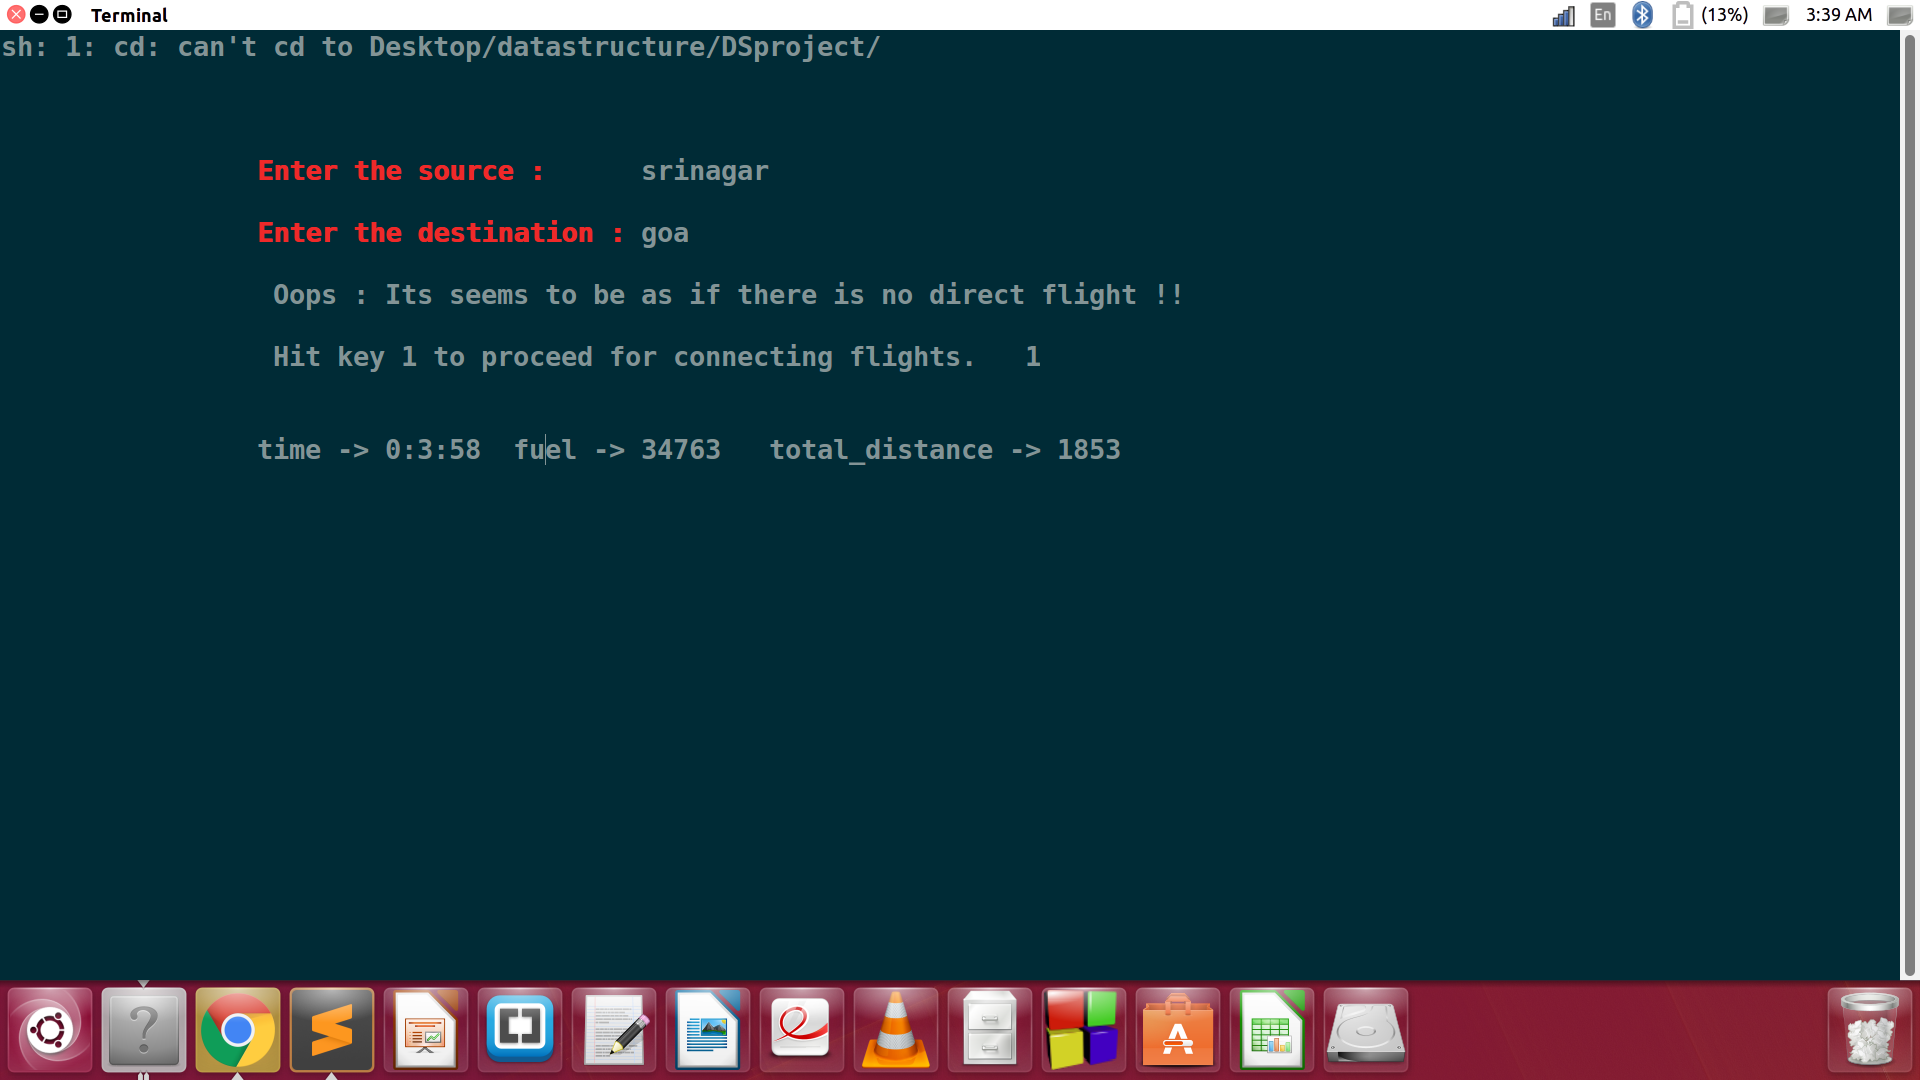 Terminal
En
(13%)
3:39 AM
sh: 1: cd: can't cd to Desktop/datastructure/DSproject/
Enter the source : srinagar
Enter the destination : goa
Oops : Its seems to be as if there is no direct flight !!
Hit key 1 to proceed for connecting flights. 1
time -> 0:3:58 fuel -> 34763 total_distance -> 1853